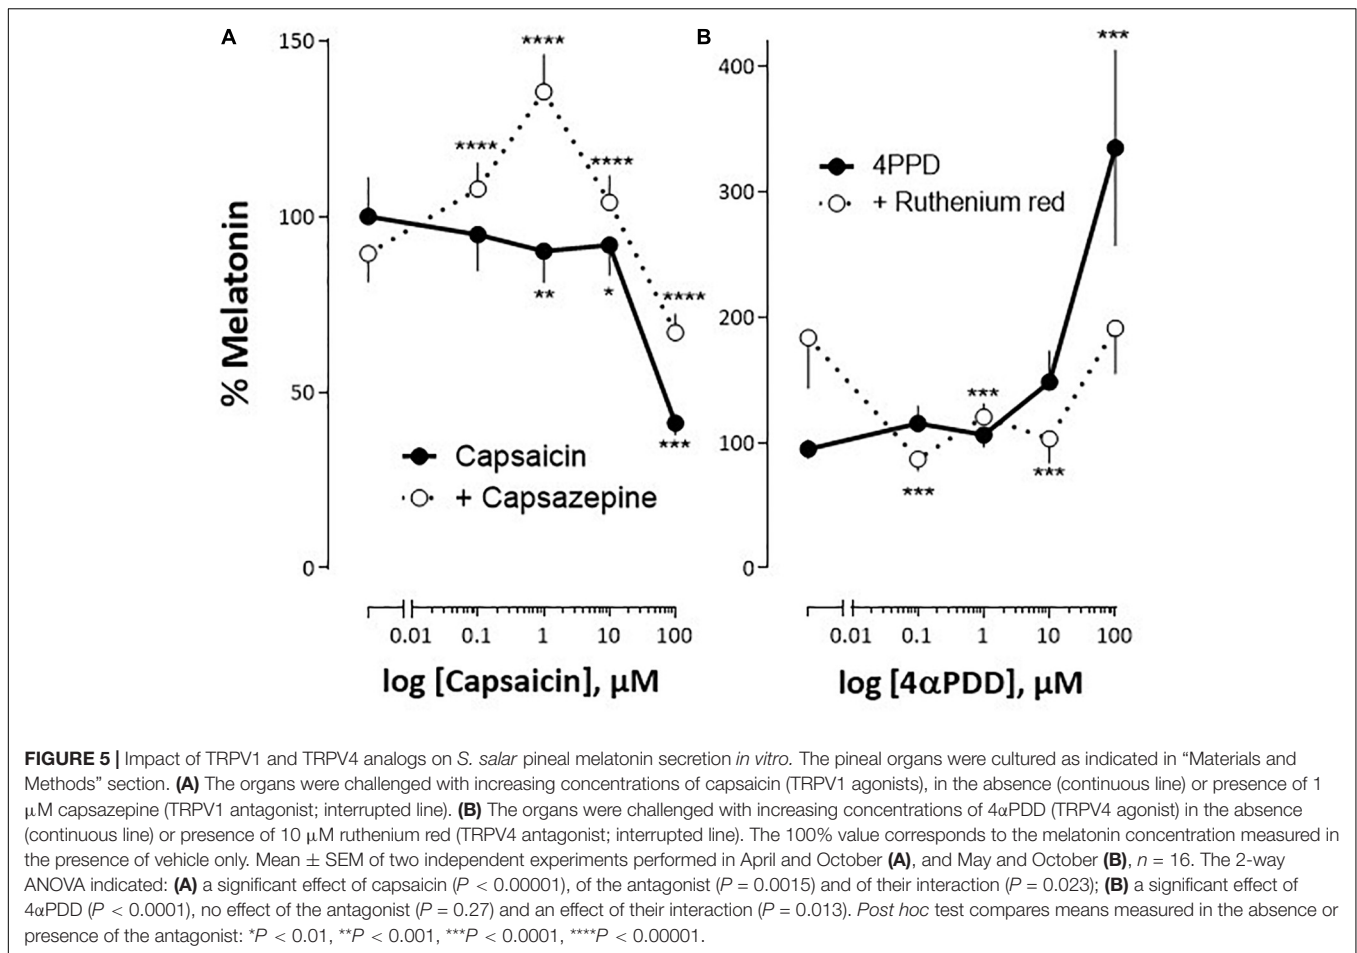 A
B
150
100
50
0
% Melatonin
****
****
****
**
*
****
***
Capsaicin
+ Capsazepine
0.01 0.1 1 10 100
log [Capsaicin], µM
400
300
200
100
0
***
4PPD
+ Ruthenium red
***
***
***
0.01 0.1 1 10 100
log [4αPDD], µM
FIGURE 5 | Impact of TRPV1 and TRPV4 analogs on S. salar pineal melatonin secretion in vitro. The pineal organs were cultured as indicated in “Materials and
Methods” section. (A) The organs were challenged with increasing concentrations of capsaicin (TRPV1 agonists), in the absence (continuous line) or presence of 1
µM capsazepine (TRPV1 antagonist; interrupted line). (B) The organs were challenged with increasing concentrations of 4αPDD (TRPV4 agonist) in the absence
(continuous line) or presence of 10 µM ruthenium red (TRPV4 antagonist; interrupted line). The 100% value corresponds to the melatonin concentration measured in
the presence of vehicle only. Mean ± SEM of two independent experiments performed in April and October (A), and May and October (B), n = 16. The 2-way
ANOVA indicated: (A) a significant effect of capsaicin (P < 0.00001), of the antagonist (P = 0.0015) and of their interaction (P = 0.023); (B) a significant effect of
4αPDD (P < 0.0001), no effect of the antagonist (P = 0.27) and an effect of their interaction (P = 0.013). Post hoc test compares means measured in the absence or
presence of the antagonist: *P < 0.01, **P < 0.001, ***P < 0.0001, ****P < 0.00001.